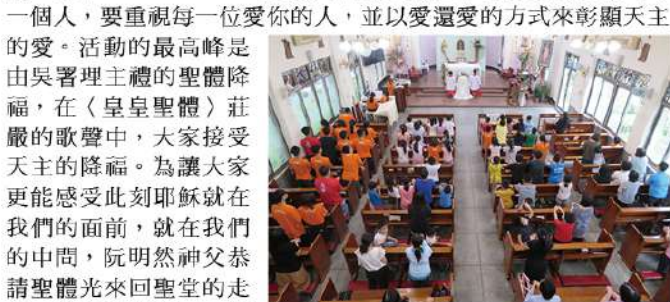 一個人，要重視每一位愛你的人，並以愛還愛的方式來彰顯天主
的愛。活動的最高峰是
由吳署理主禮的聖體降
福，在〈皇皇聖體〉莊
嚴的歌聲中，大家接受
天主的降福。為讓大家
更能感受此刻耶穌就在
我們的面前，就在我們
的中間，阮明然神父恭
請聖體光來回聖堂的走